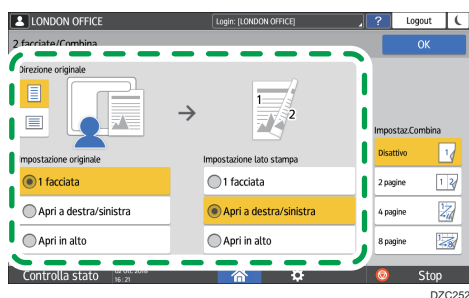 LONDON OFFICE
Login: [LONDON OFFICE]
?
Logout
2 facciate/Combina
OK
Direzione originale
1
2
Impostaz.Combina
Impostazione originale
Impostazione lato stampa
Disattivo
1 facciata
1 facciata
2 pagine
Apri a destra/sinistra
Apri a destra/sinistra
4 pagine
Apri in alto
Apri in alto
8 pagine
Controlla stato
16:21
Stop
DZC252